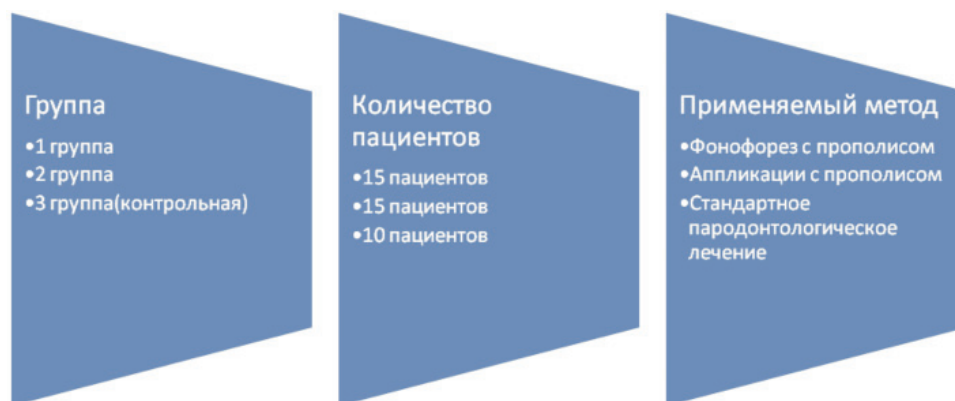 Группа
•1 группа
•2 группа
•3 группа(контрольная)
Количество
пациентов
•15 пациентов
•15 пациентов
•10 пациентов
Применяемый метод
•Фонофорез с прополисом
•Аппликации с прополисом
•Стандартное
пародонтологическое
лечение